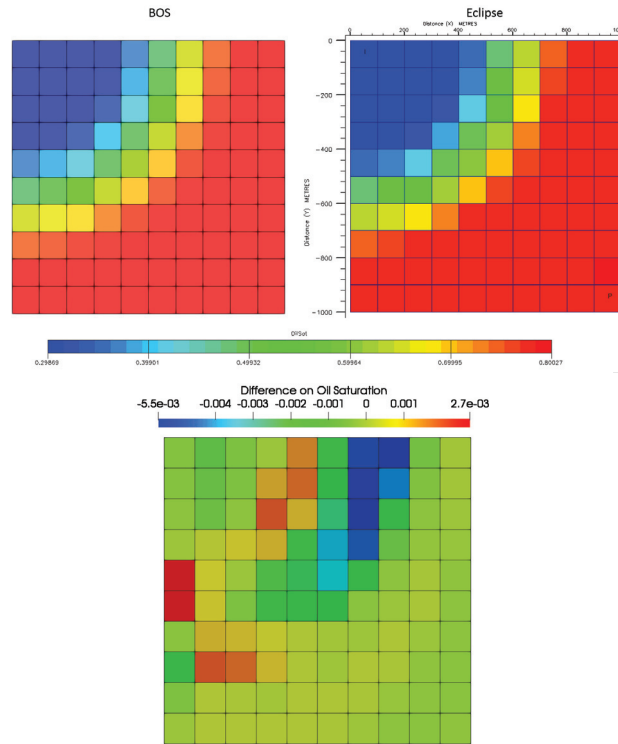 BOS
Eclipse
Distance (X) METRES
0 200 400 600 800 1000
0
-200
-400
-600
-800
-1000
Distance (Y) METRES
I
P
OilSat
0.29869 0.39901 0.49932 0.59964 0.69995 0.80027
Difference on Oil Saturation
-5.5e-03 -0.004 -0.003 -0.002 -0.001 0 0.001 2.7e-03